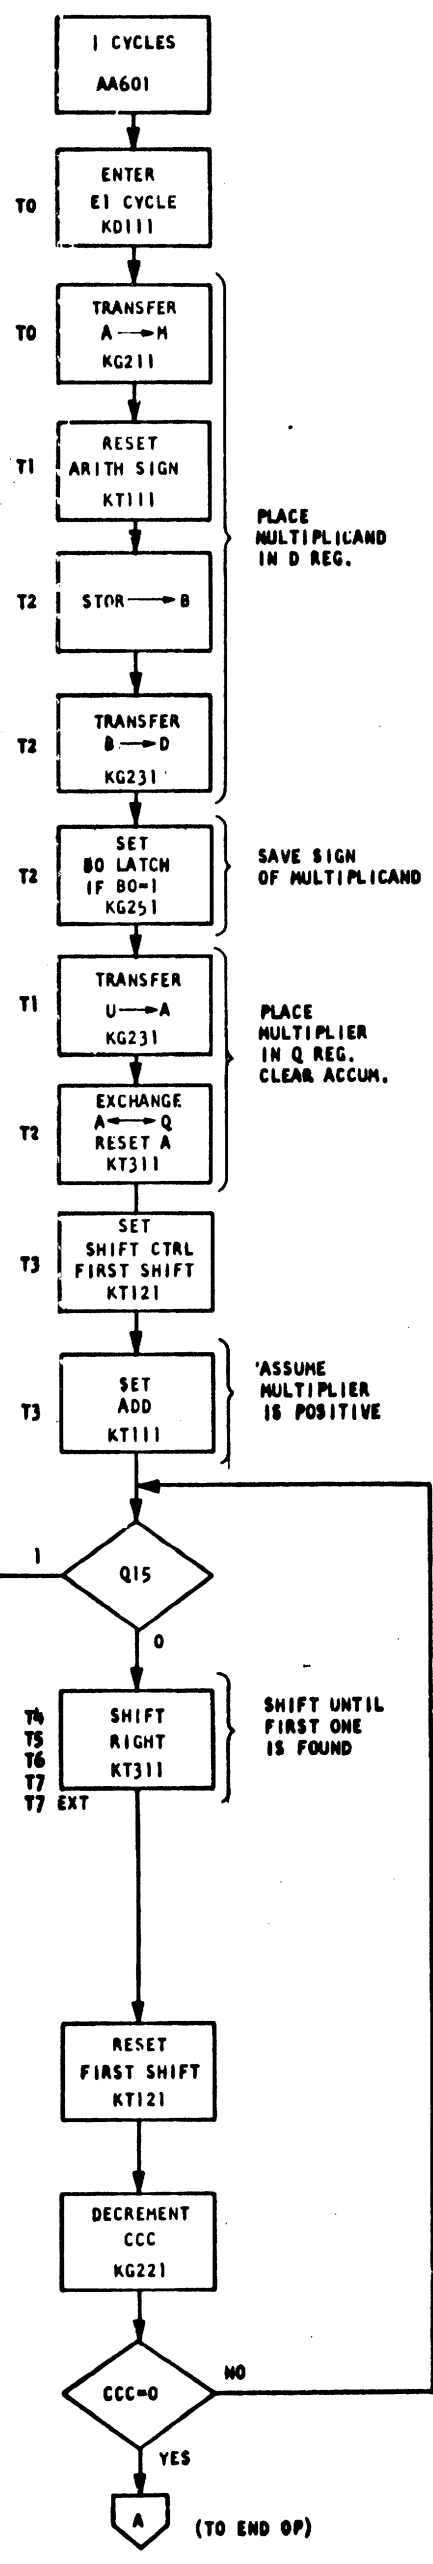 I CYCLES
AA601
ENTER
T0 E1 CYCLE
KD111
TRANSFER
T0 A → M
KG211
RESET
T1 ARITH SIGN
KT111
PLACE
MULTIPLICAND
IN D REG.
T2 STOR → B
TRANSFER
T2 B → D
KG231
SET
B0 LATCH
T2 IF B0=1
KG251
SAVE SIGN
OF MULTIPLICAND
TRANSFER
T1 U → A
KG231
PLACE
MULTIPLIER
IN Q REG.
CLEAR ACCUM.
EXCHANGE
A ↔ Q
T2 RESET A
KT311
SET
SHIFT CTRL
T3 FIRST SHIFT
KT121
SET
ADD
T3 KT111
ASSUME
MULTIPLIER
IS POSITIVE
1
Q15
0
T4 SHIFT
T5 RIGHT
T6 KT311
T7
T7 EXT
SHIFT UNTIL
FIRST ONE
IS FOUND
RESET
FIRST SHIFT
KT121
DECREMENT
CCC
KG221
CCC=0
NO
YES
A
(TO END OP)